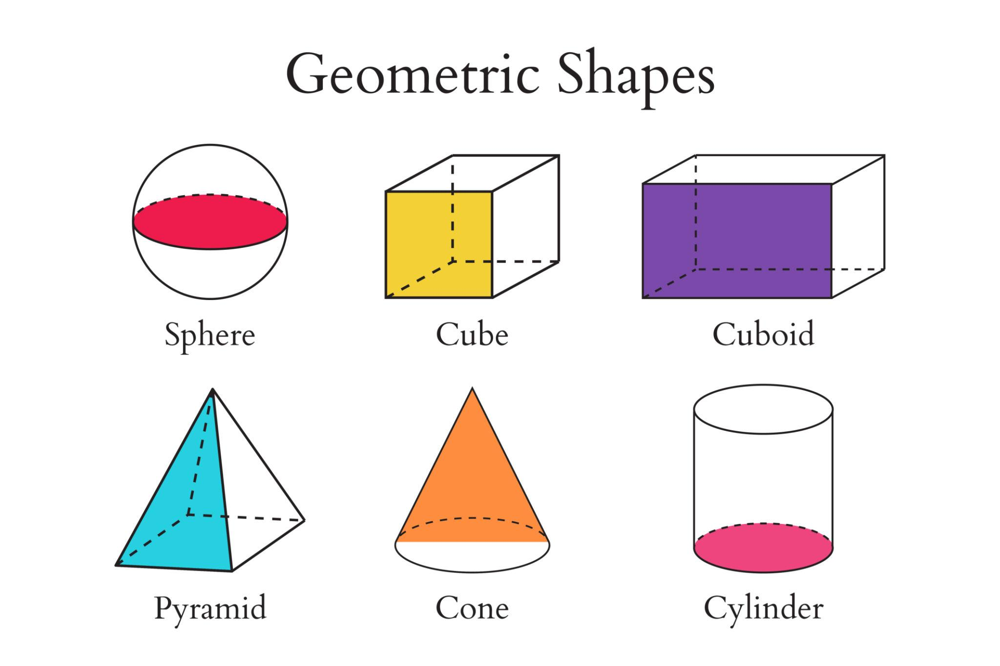 Geometric Shapes
Sphere
Cube
Cuboid
Pyramid
Cone
Cylinder